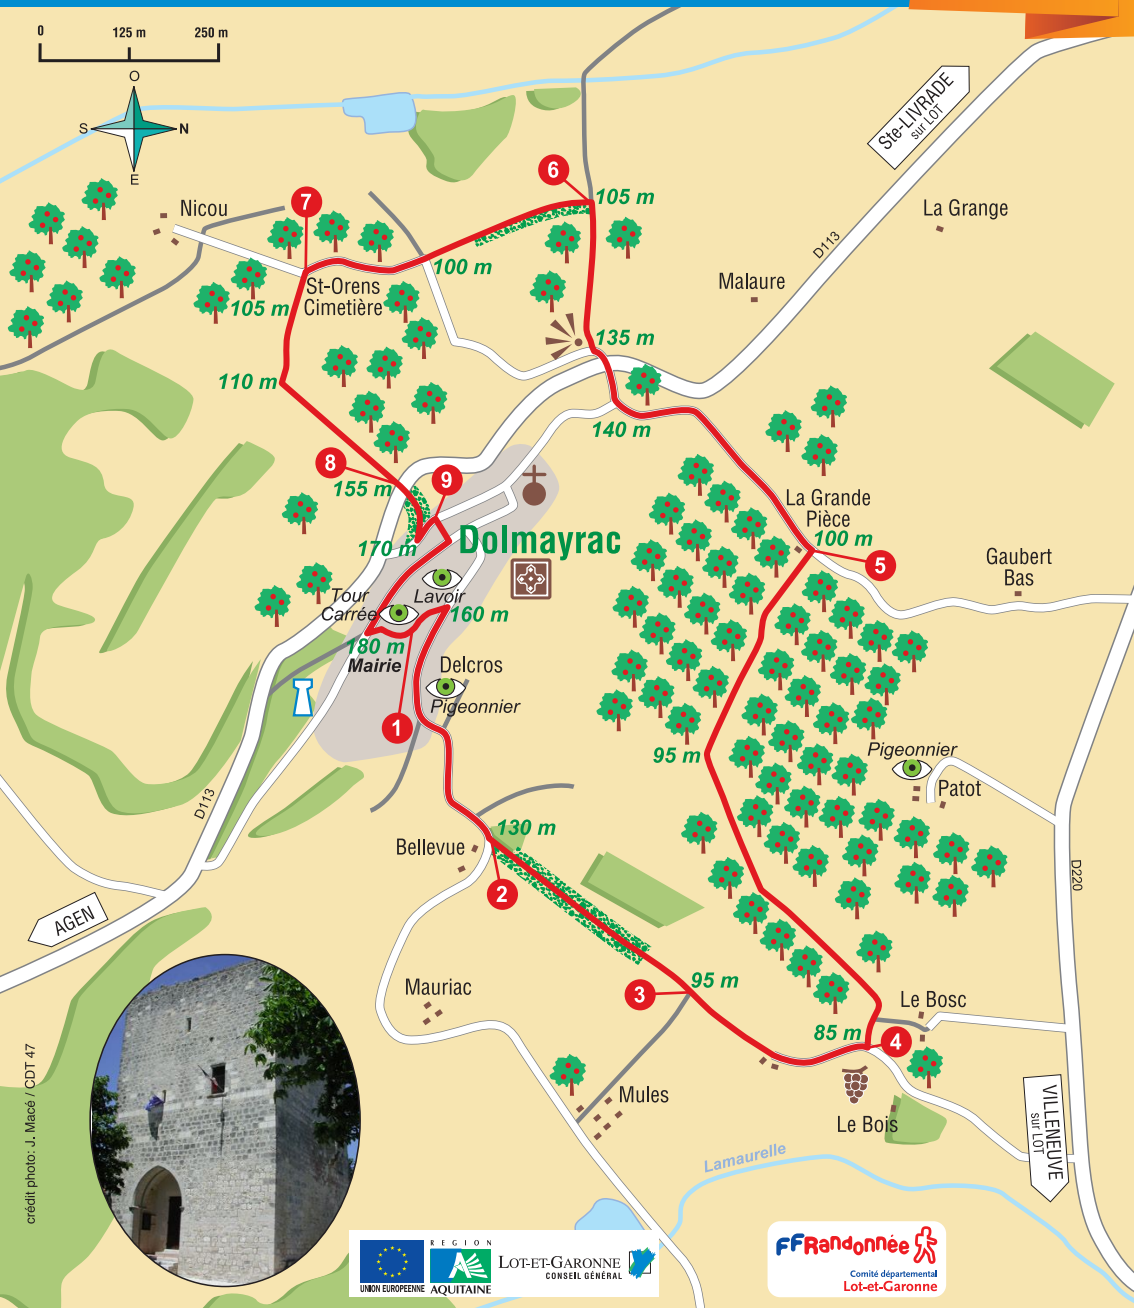 0 125 m 250 m
O
S N
E
Ste-LIVRADE
sur LOT
6
105 m
7
Nicou
La Grange
D113
100 m
Malaure
St-Orens
Cimetière
105 m
135 m
110 m
140 m
8
9
155 m
La Grande
Pièce
100 m
170 m
Dolmayrac
5
Gaubert
Bas
Tour
Carrée
Lavoir
160 m
180 m
Mairie
Delcros
Pigeonnier
1
95 m
Pigeonnier
Patot
D113
130 m
Bellevue
2
D220
AGEN
95 m
3
Mauriac
Le Bosc
85 m
4
Mules
Le Bois
VILLENEUVE
sur LOT
Lamaurelle
crédit photo: J. Macé / CDT 47
UNION EUROPEENNE
REGION
AQUITAINE
LOT-ET-GARONNE
CONSEIL GÉNÉRAL
FFRandonnée
Comité départemental
Lot-et-Garonne